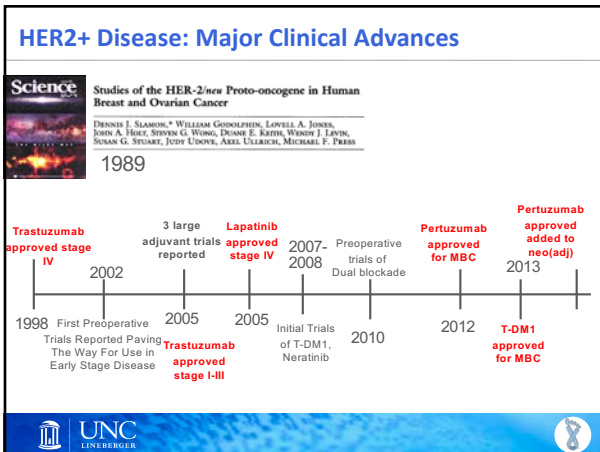 HER2+ Disease: Major Clinical Advances
Science
Studies of the HER-2/neu Proto-oncogene in Human
Breast and Ovarian Cancer
DENNIS J. SLAMON,* WILLIAM GODOLPHIN, LOVELL A. JONES,
JOHN A. HOLT, STEVEN G. WONG, DUANE E. KEITH, WENDY J. LEVIN,
SUSAN G. STUART, JUDY UDOVE, AXEL ULLRICH, MICHAEL F. PRESS
1989
Trastuzumab
approved stage
IV
2002
3 large
adjuvant trials
reported
Lapatinib
approved
stage IV
2007-
2008
Preoperative
trials of
Dual blockade
Pertuzumab
approved
for MBC
Pertuzumab
approved
added to
neo(adj)
2013
1998
First Preoperative
Trials Reported Paving
The Way For Use in
Early Stage Disease
2005
Trastuzumab
approved
stage I-III
2005
Initial Trials
of T-DM1,
Neratinib
2010
2012
T-DM1
approved
for MBC
UNC
LINEBERGER